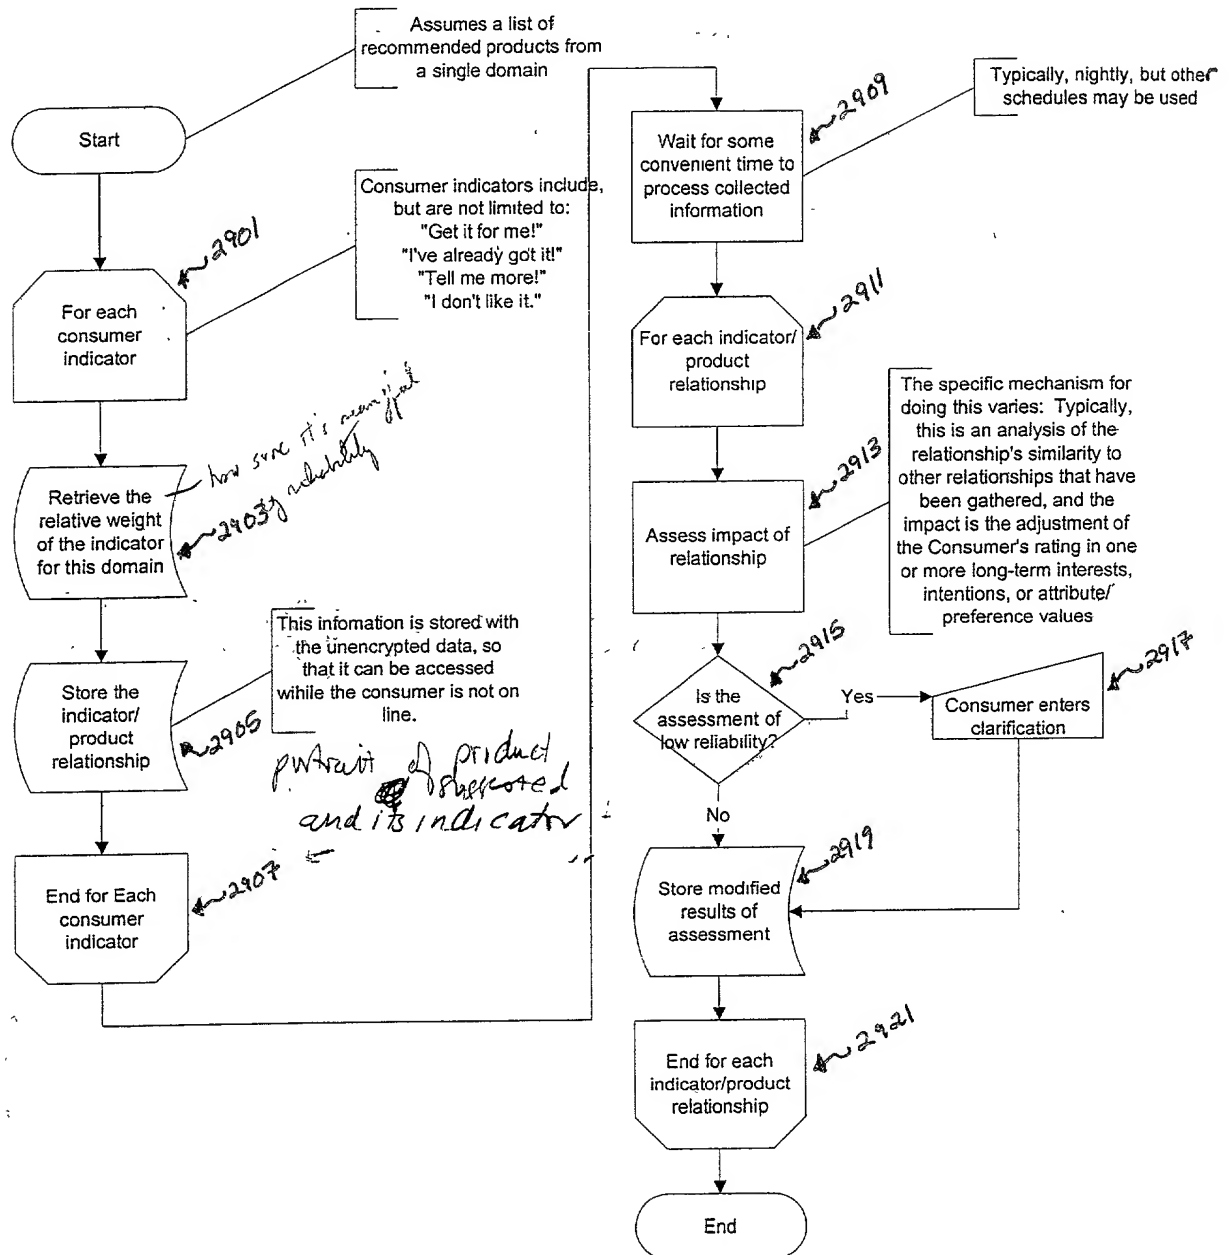 Assumes a list of
recommended products from
a single domain
Start
Consumer indicators include,
but are not limited to:
"Get it for me!"
"I've already got it!"
"Tell me more!"
"I don't like it."
2901
For each
consumer
indicator
how sure it's meaningful
reliability
Retrieve the
relative weight
of the indicator
for this domain
2903
This infomation is stored with
the unencrypted data, so
that it can be accessed
wihile the consumer is not on
line.
Store the
indicator/
product
relationship
2905
portrait of product
and its indicator
End for Each
consumer
indicator
2907
Typically, nightly, but other
schedules may be used
2909
Wait for some
convenient time to
process collected
information
2911
For each indicator/
product
relationship
The specific mechanism for
doing this varies: Typically,
this is an analysis of the
relationship's similarity to
other relationships that have
been gathered, and the
impact is the adjustment of
the Consumer's rating in one
or more long-term interests,
intentions, or attribute/
preference values
2913
Assess impact of
relationship
2915
Is the
assessment of
low reliability?
Yes
2917
Consumer enters
clarification
No
2919
Store modified
results of
assessment
2921
End for each
indicator/product
relationship
End